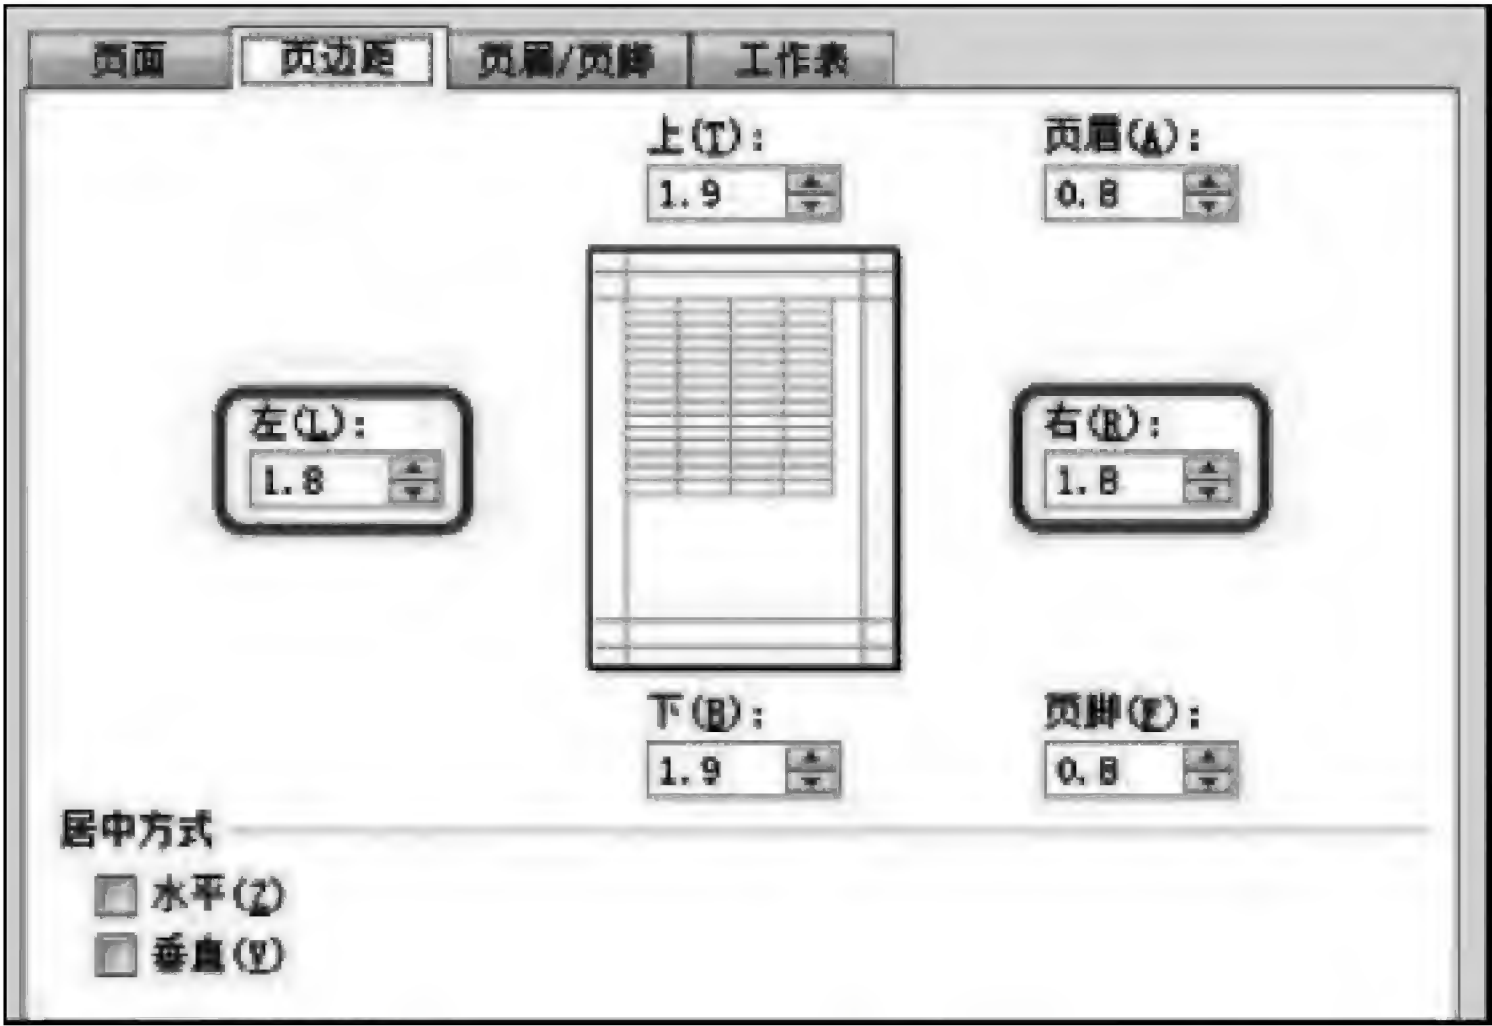 页面 页边距 页眉/页脚 工作表
上(T): 页眉(A):
1.9 0.8
左(L): 右(R):
1.8 1.8
下(B): 页脚(F):
1.9 0.8
居中方式
水平(Z)
垂直(V)